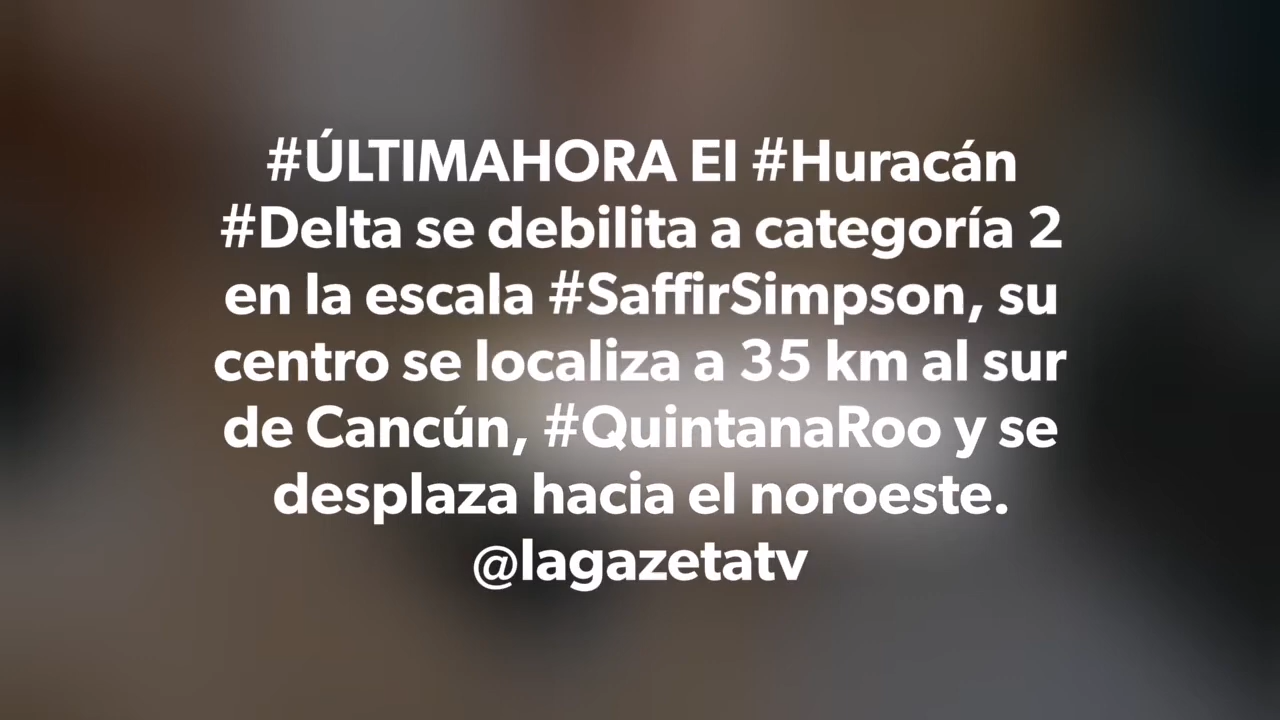 #ÚLTIMAHORA El #Huracán
#Delta se debilita a categoría 2
en la escala #SaffirSimpson, su
centro se localiza a 35 km al sur
de Cancún, #QuintanaRoo y se
desplaza hacia el noroeste.
@lagazetatv